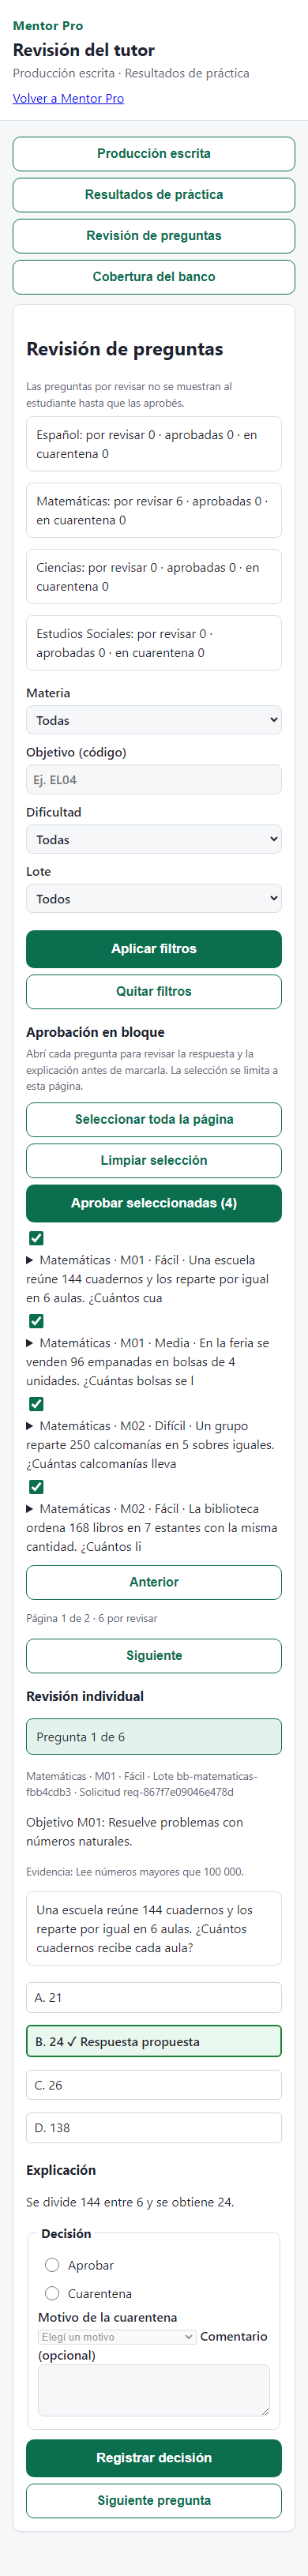 Mentor Pro
Revisión del tutor
Producción escrita · Resultados de práctica
Volver a Mentor Pro
Producción escrita
Resultados de práctica
Revisión de preguntas
Cobertura del banco
Revisión de preguntas
Las preguntas por revisar no se muestran al
estudiante hasta que las aprobés.
Español: por revisar 0 · aprobadas 0 · en
cuarentena 0
Matemáticas: por revisar 6 · aprobadas 0 ·
en cuarentena 0
Ciencias: por revisar 0 · aprobadas 0 · en
cuarentena 0
Estudios Sociales: por revisar 0 ·
aprobadas 0 · en cuarentena 0
Materia
Todas
Objetivo (código)
Ej. EL04
Dificultad
Todas
Lote
Todos
Aplicar filtros
Quitar filtros
Aprobación en bloque
Abrí cada pregunta para revisar la respuesta y la
explicación antes de marcarla. La selección se limita a
esta página.
Seleccionar toda la página
Limpiar selección
Aprobar seleccionadas (4)
Matemáticas · M01 · Fácil · Una escuela
reúne 144 cuadernos y los reparte por igual
en 6 aulas. ¿Cuántos cua
Matemáticas · M01 · Media · En la feria se
venden 96 empanadas en bolsas de 4
unidades. ¿Cuántas bolsas se l
Matemáticas · M02 · Difícil · Un grupo
reparte 250 calcomanías en 5 sobres iguales.
¿Cuántas calcomanías lleva
Matemáticas · M02 · Fácil · La biblioteca
ordena 168 libros en 7 estantes con la misma
cantidad. ¿Cuántos li
Anterior
Página 1 de 2 · 6 por revisar
Siguiente
Revisión individual
Pregunta 1 de 6
Matemáticas · M01 · Fácil · Lote bb-matematicas-
fbb4cdb3 · Solicitud req-867f7e09046e478d
Objetivo M01: Resuelve problemas con
números naturales.
Evidencia: Lee números mayores que 100 000.
Una escuela reúne 144 cuadernos y los
reparte por igual en 6 aulas. ¿Cuántos
cuadernos recibe cada aula?
A. 21
B. 24 ✓ Respuesta propuesta
C. 26
D. 138
Explicación
Se divide 144 entre 6 y se obtiene 24.
Decisión
Aprobar
Cuarentena
Motivo de la cuarentena
Elegí un motivo Comentario
(opcional)
Registrar decisión
Siguiente pregunta